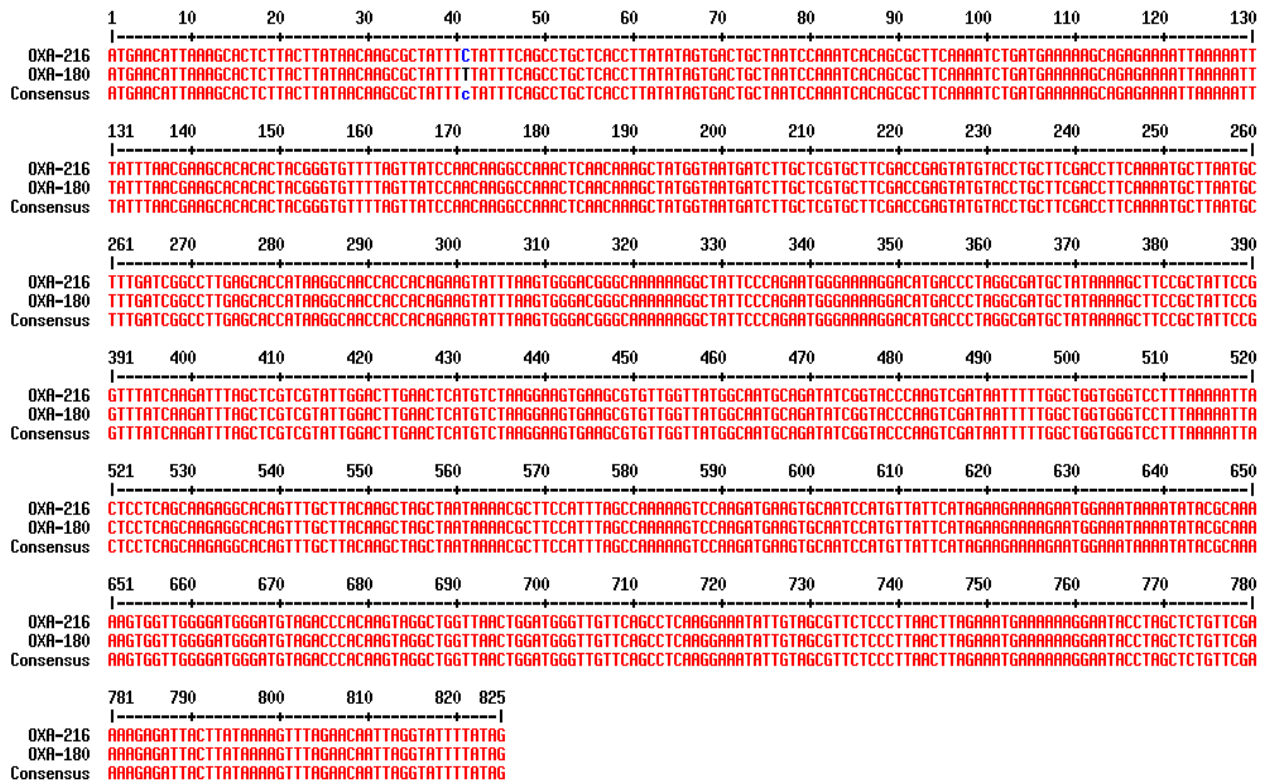 1 10 20 30 40 50 60 70 80 90 100 110 120 130
|--------+---------+---------+---------+---------+---------+---------+---------+---------+---------+---------+---------+---------|
OXA-216 ATGAACATTAAAGCACTCTTACTTATAACAAGCGCTATTTCTATTTCAGCCTGCTCACCTTATATAGTGACTGCTAATCCAAATCACAGCGCTTCAAAATCTGATGAAAAAGCAGAGAAAATTAAAAATT
OXA-180 ATGAACATTAAAGCACTCTTACTTATAACAAGCGCTATTTTTATTTCAGCCTGCTCACCTTATATAGTGACTGCTAATCCAAATCACAGCGCTTCAAAATCTGATGAAAAAGCAGAGAAAATTAAAAATT
Consensus ATGAACATTAAAGCACTCTTACTTATAACAAGCGCTATTTcTATTTCAGCCTGCTCACCTTATATAGTGACTGCTAATCCAAATCACAGCGCTTCAAAATCTGATGAAAAAGCAGAGAAAATTAAAAATT
131 140 150 160 170 180 190 200 210 220 230 240 250 260
|--------+---------+---------+---------+---------+---------+---------+---------+---------+---------+---------+---------+---------|
OXA-216 TATTTAACGAAGCACACACTACGGGTGTTTTAGTTATCCAACAAGGCCAAACTCAACAAAGCTATGGTAATGATCTTGCTCGTGCTTCGACCGAGTATGTACCTGCTTCGACCTTCAAAATGCTTAATGC
OXA-180 TATTTAACGAAGCACACACTACGGGTGTTTTAGTTATCCAACAAGGCCAAACTCAACAAAGCTATGGTAATGATCTTGCTCGTGCTTCGACCGAGTATGTACCTGCTTCGACCTTCAAAATGCTTAATGC
Consensus TATTTAACGAAGCACACACTACGGGTGTTTTAGTTATCCAACAAGGCCAAACTCAACAAAGCTATGGTAATGATCTTGCTCGTGCTTCGACCGAGTATGTACCTGCTTCGACCTTCAAAATGCTTAATGC
261 270 280 290 300 310 320 330 340 350 360 370 380 390
|--------+---------+---------+---------+---------+---------+---------+---------+---------+---------+---------+---------+---------|
OXA-216 TTTGATCGGCCTTGAGCACCATAAGGCAACCACCACAGAAGTATTTAAGTGGGACGGGCAAAAAAGGCTATTCCCAGAATGGGAAAAGGACATGACCCTAGGCGATGCTATAAAAGCTTCCGCTATTCCG
OXA-180 TTTGATCGGCCTTGAGCACCATAAGGCAACCACCACAGAAGTATTTAAGTGGGACGGGCAAAAAAGGCTATTCCCAGAATGGGAAAAGGACATGACCCTAGGCGATGCTATAAAAGCTTCCGCTATTCCG
Consensus TTTGATCGGCCTTGAGCACCATAAGGCAACCACCACAGAAGTATTTAAGTGGGACGGGCAAAAAAGGCTATTCCCAGAATGGGAAAAGGACATGACCCTAGGCGATGCTATAAAAGCTTCCGCTATTCCG
391 400 410 420 430 440 450 460 470 480 490 500 510 520
|--------+---------+---------+---------+---------+---------+---------+---------+---------+---------+---------+---------+---------|
OXA-216 GTTTATCAAGATTTAGCTCGTCGTATTGGACTTGAACTCATGTCTAAGGAAGTGAAGCGTGTTGGTTATGGCAATGCAGATATCGGTACCCAAGTCGATAATTTTTGGCTGGTGGGTCCTTTAAAAATTA
OXA-180 GTTTATCAAGATTTAGCTCGTCGTATTGGACTTGAACTCATGTCTAAGGAAGTGAAGCGTGTTGGTTATGGCAATGCAGATATCGGTACCCAAGTCGATAATTTTTGGCTGGTGGGTCCTTTAAAAATTA
Consensus GTTTATCAAGATTTAGCTCGTCGTATTGGACTTGAACTCATGTCTAAGGAAGTGAAGCGTGTTGGTTATGGCAATGCAGATATCGGTACCCAAGTCGATAATTTTTGGCTGGTGGGTCCTTTAAAAATTA
521 530 540 550 560 570 580 590 600 610 620 630 640 650
|--------+---------+---------+---------+---------+---------+---------+---------+---------+---------+---------+---------+---------|
OXA-216 CTCCTCAGCAAGAGGCACAGTTTGCTTACAAGCTAGCTAATAAAACGCTTCCATTTAGCCAAAAAGTCCAAGATGAAGTGCAATCCATGTTATTCATAGAAGAAAAGAATGGAAATAAAATATACGCAAA
OXA-180 CTCCTCAGCAAGAGGCACAGTTTGCTTACAAGCTAGCTAATAAAACGCTTCCATTTAGCCAAAAAGTCCAAGATGAAGTGCAATCCATGTTATTCATAGAAGAAAAGAATGGAAATAAAATATACGCAAA
Consensus CTCCTCAGCAAGAGGCACAGTTTGCTTACAAGCTAGCTAATAAAACGCTTCCATTTAGCCAAAAAGTCCAAGATGAAGTGCAATCCATGTTATTCATAGAAGAAAAGAATGGAAATAAAATATACGCAAA
651 660 670 680 690 700 710 720 730 740 750 760 770 780
|--------+---------+---------+---------+---------+---------+---------+---------+---------+---------+---------+---------+---------|
OXA-216 AAGTGGTTGGGGATGGGATGTAGACCCACAAGTAGGCTGGTTAACTGGATGGGTTGTTCAGCCTCAAGGAAATATTGTAGCGTTCTCCCTTAACTTAGAAATGAAAAAAGGAATACCTAGCTCTGTTCGA
OXA-180 AAGTGGTTGGGGATGGGATGTAGACCCACAAGTAGGCTGGTTAACTGGATGGGTTGTTCAGCCTCAAGGAAATATTGTAGCGTTCTCCCTTAACTTAGAAATGAAAAAAGGAATACCTAGCTCTGTTCGA
Consensus AAGTGGTTGGGGATGGGATGTAGACCCACAAGTAGGCTGGTTAACTGGATGGGTTGTTCAGCCTCAAGGAAATATTGTAGCGTTCTCCCTTAACTTAGAAATGAAAAAAGGAATACCTAGCTCTGTTCGA
781 790 800 810 820 825
|--------+---------+---------+---------+----|
OXA-216 AAAGAGATTACTTATAAAAGTTTAGAACAATTAGGTATTTTATAG
OXA-180 AAAGAGATTACTTATAAAAGTTTAGAACAATTAGGTATTTTATAG
Consensus AAAGAGATTACTTATAAAAGTTTAGAACAATTAGGTATTTTATAG